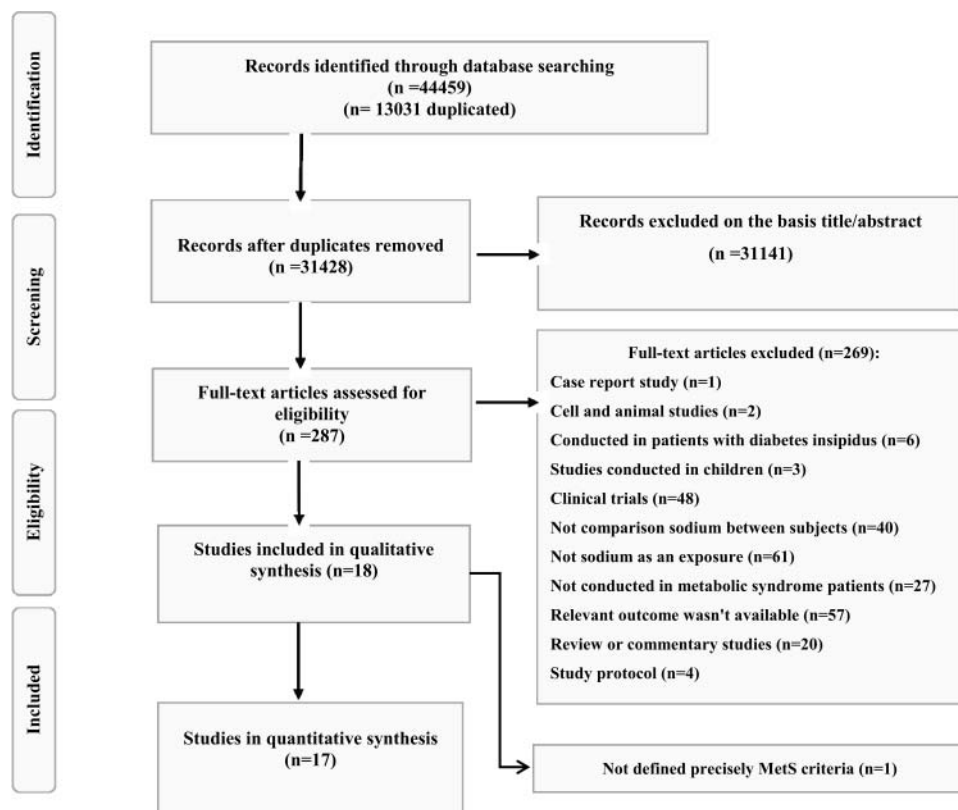 Identification
Records identified through database searching
(n =44459)
(n= 13031 duplicated)
Screening
Records after duplicates removed
(n =31428)
Records excluded on the basis title/abstract
(n =31141)
Full-text articles assessed for
eligibility
(n =287)
Full-text articles excluded (n=269):
Case report study (n=1)
Cell and animal studies (n=2)
Conducted in patients with diabetes insipidus (n=6)
Studies conducted in children (n=3)
Clinical trials (n=48)
Not comparison sodium between subjects (n=40)
Not sodium as an exposure (n=61)
Not conducted in metabolic syndrome patients (n=27)
Relevant outcome wasn't available (n=57)
Review or commentary studies (n=20)
Study protocol (n=4)
Eligibility
Studies included in qualitative
synthesis (n=18)
Included
Studies in quantitative synthesis
(n=17)
Not defined precisely MetS criteria (n=1)